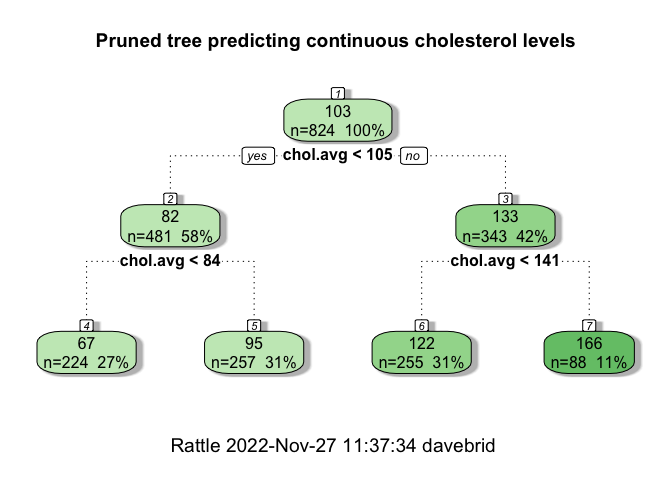 Pruned tree predicting continuous cholesterol levels
1
103
n=824 100%
yes chol.avg < 105 no
2
82
n=481 58%
3
133
n=343 42%
chol.avg < 84
chol.avg < 141
4
67
n=224 27%
5
95
n=257 31%
6
122
n=255 31%
7
166
n=88 11%
Rattle 2022-Nov-27 11:37:34 davebrid